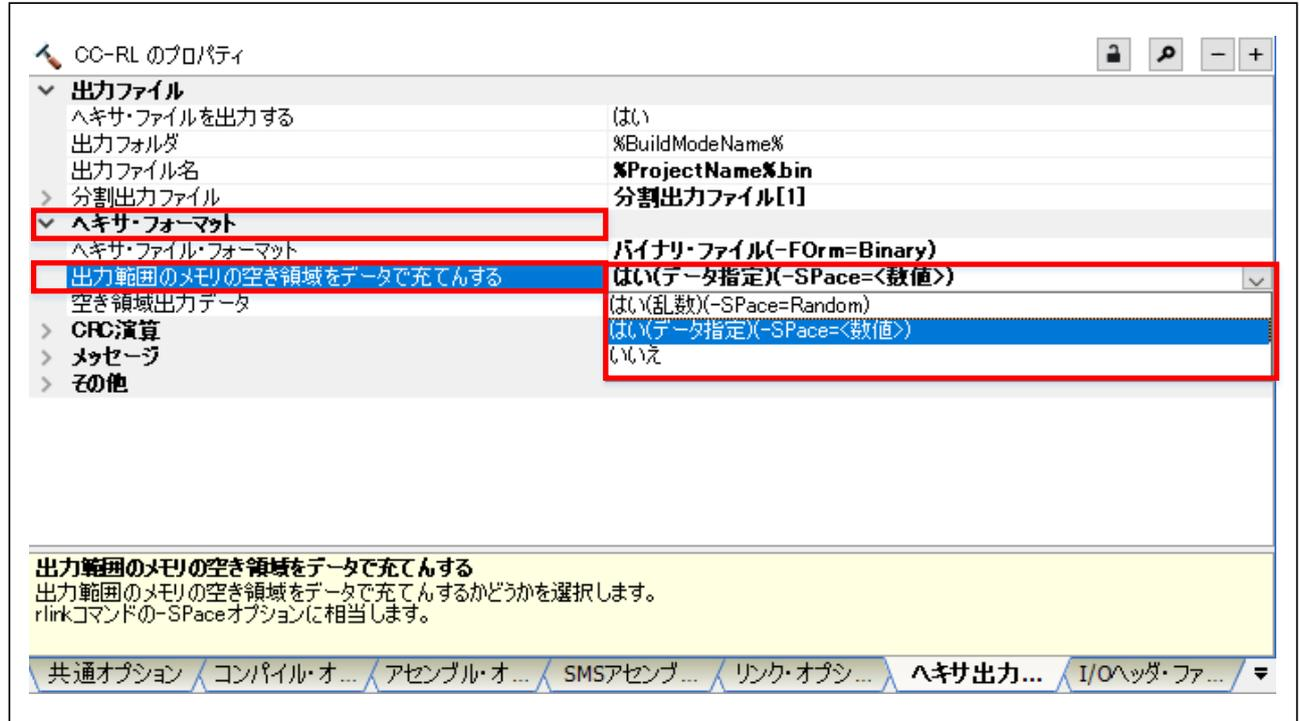 CC-RL のプロパティ
出力ファイル
ヘキサ・ファイルを出力する はい
出力フォルダ %BuildModeName%
出力ファイル名 %ProjectName%.bin
分割出力ファイル 分割出力ファイル[1]
ヘキサ・フォーマット
ヘキサ・ファイル・フォーマット バイナリ・ファイル(-FOrm=Binary)
出力範囲のメモリの空き領域をデータで充てんする はい(データ指定)(-SPace=<数値>)
空き領域出力データ はい(乱数)(-SPace=Random)
CRC演算 はい(データ指定)(-SPace=<数値>)
メッセージ いいえ
その他
出力範囲のメモリの空き領域をデータで充てんする
出力範囲のメモリの空き領域をデータで充てんするかどうかを選択します。
rlinkコマンドの-SPaceオプションに相当します。
共通オプション コンパイル・オ... アセンブル・オ... SMSアセンブ... リンク・オプシ... ヘキサ出力... I/Oヘッダ・ファ...